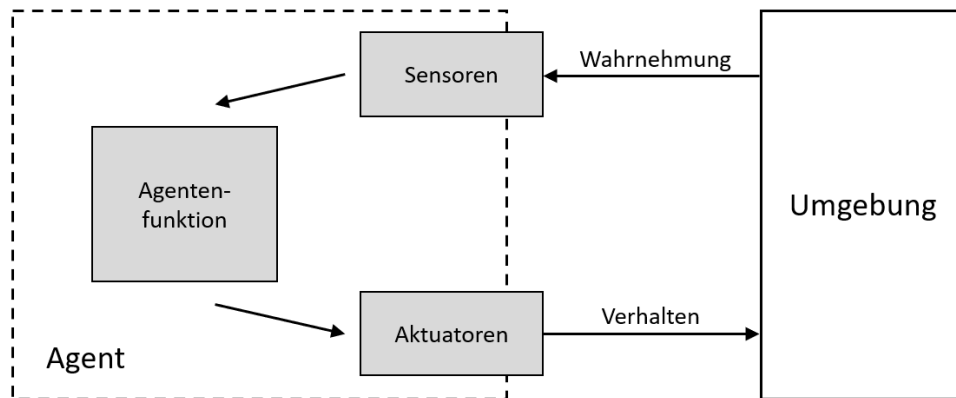 Sensoren
Wahrnehmung
Agenten-
funktion
Umgebung
Aktuatoren
Verhalten
Agent